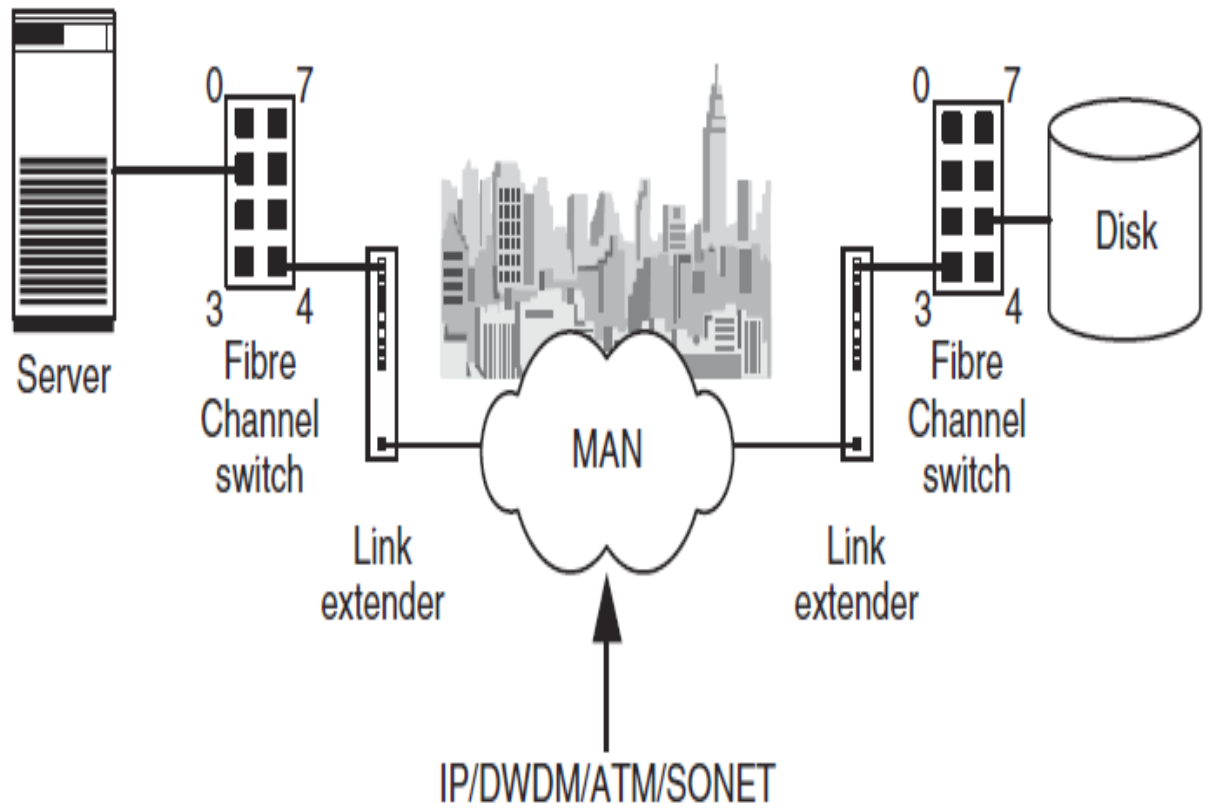 0 7
3 4
Server
Fibre
Channel
switch
Link
extender
MAN
IP/DWDM/ATM/SONET
Link
extender
0 7
3 4
Fibre
Channel
switch
Disk